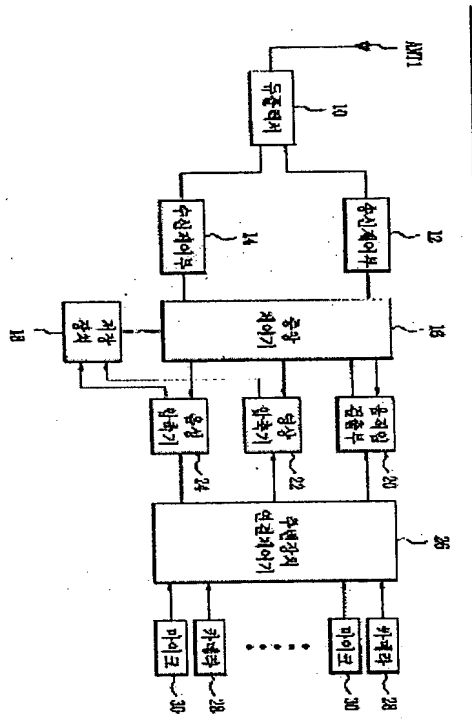 카메라
28
마이크
30
카메라
28
마이크
30
주변장치
연결제어기
26
움직임
검출부
20
영상
압축기
22
음성
압축기
24
중앙
제어기
16
저장
장치
18
송신제어부
12
수신제어부
14
듀플렉서
10
ANT1